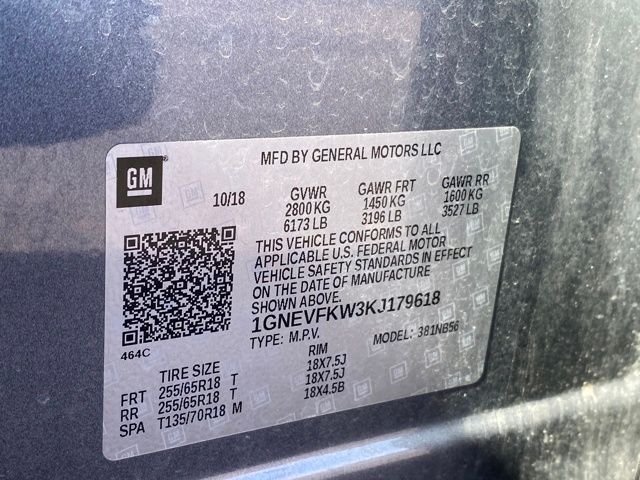 MFD BY GENERAL MOTORS LLC
GM ®
10/18 GVWR GAWR FRT GAWR RR
2800 KG 1450 KG 1600 KG
6173 LB 3196 LB 3527 LB
THIS VEHICLE CONFORMS TO ALL
APPLICABLE U.S. FEDERAL MOTOR
VEHICLE SAFETY STANDARDS IN EFFECT
ON THE DATE OF MANUFACTURE
SHOWN ABOVE.
1GNEVFKW3KJ179618
TYPE: M.P.V. MODEL: 381NB56
464C
TIRE SIZE RIM
FRT 255/65R18 T 18X7.5J
RR 255/65R18 T 18X7.5J
SPA T135/70R18 M 18X4.5B